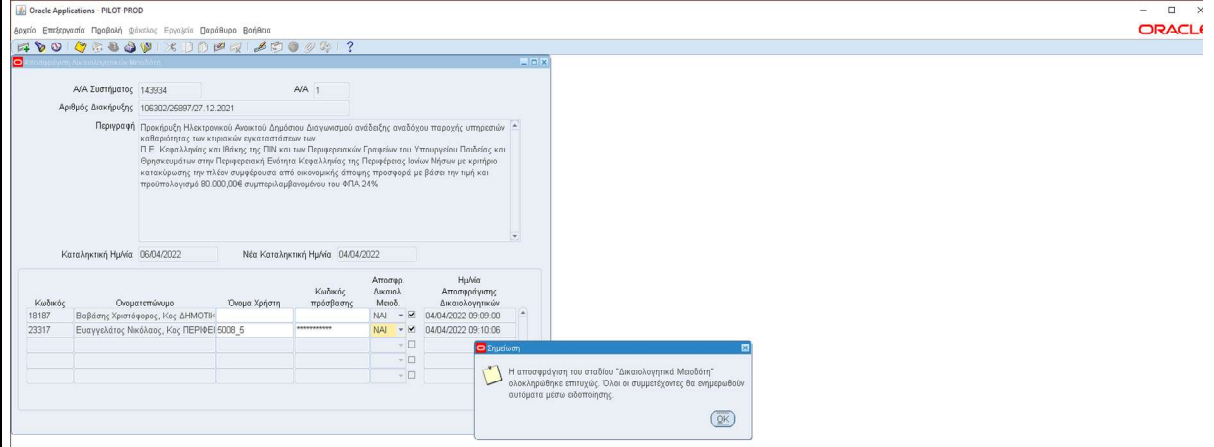 Oracle Applications - PILOT PROD
Αρχείο Επεξεργασία Προβολή Φάκελος Εργαλεία Παράθυρο Βοήθεια
ORACLE
Αποσφράγιση Δικαιολογητικών Μειοδότη
Α/Α Συστήματος 143934 Α/Α 1
Αριθμός Διακήρυξης 106302/25897/27.12.2021
Περιγραφή Προκήρυξη Ηλεκτρονικού Ανοικτού Δημόσιου Διαγωνισμού ανάδειξης αναδόχου παροχής υπηρεσιών
καθαριότητας των κτιριακών εγκαταστάσεων των
Π.Ε. Κεφαλληνίας και Ιθάκης της ΠΙΝ και των Περιφερειακών Γραφείων του Υπουργείου Παιδείας και
Θρησκευμάτων στην Περιφερειακή Ενότητα Κεφαλληνίας της Περιφέρειας Ιονίων Νήσων με κριτήριο
κατακύρωσης την πλέον συμφέρουσα από οικονομικής άποψης προσφορά με βάσει την τιμή και
προϋπολογισμό 80.000,00€ συμπεριλαμβανομένου του ΦΠΑ 24%.
Καταληκτική Ημ/νία 06/04/2022 Νέα Καταληκτική Ημ/νία 04/04/2022
Αποσφρ. Ημ/νία
Κωδικός Δικαιολ. Αποσφράγισης
Κωδικός Ονοματεπώνυμο Όνομα Χρήστη πρόσβασης Μειοδ. Δικαιολογητικών
18187 Βαβάσης Χριστόφορος, Κος ΔΗΜΟΤΙΚ ΝΑΙ 04/04/2022 09:09:00
23317 Ευαγγελάτος Νικόλαος, Κος ΠΕΡΙΦΕΙ 5008_5 *********** ΝΑΙ 04/04/2022 09:10:06
Σημείωση
Η αποσφράγιση του σταδίου "Δικαιολογητικά Μειοδότη"
ολοκληρώθηκε επιτυχώς. Όλοι οι συμμετέχοντες θα ενημερωθούν
αυτόματα μέσω ειδοποίησης.
OK